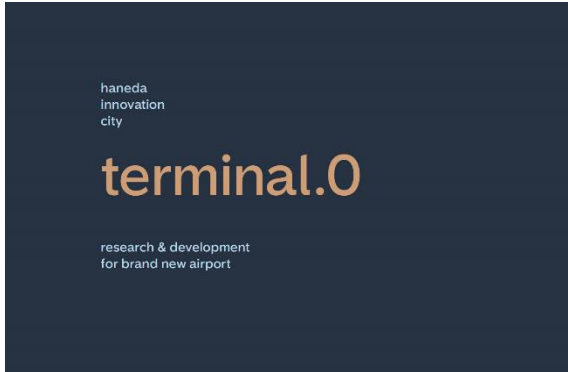 haneda
innovation
city
terminal.0
research & development
for brand new airport